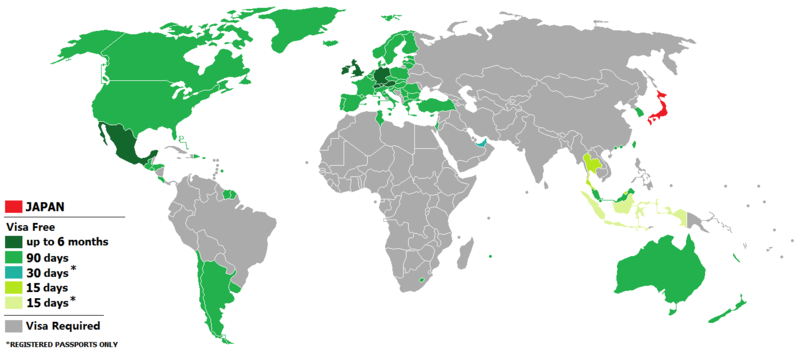 JAPAN
Visa Free
up to 6 months
90 days
30 days*
15 days
15 days*
Visa Required
*REGISTERED PASSPORTS ONLY